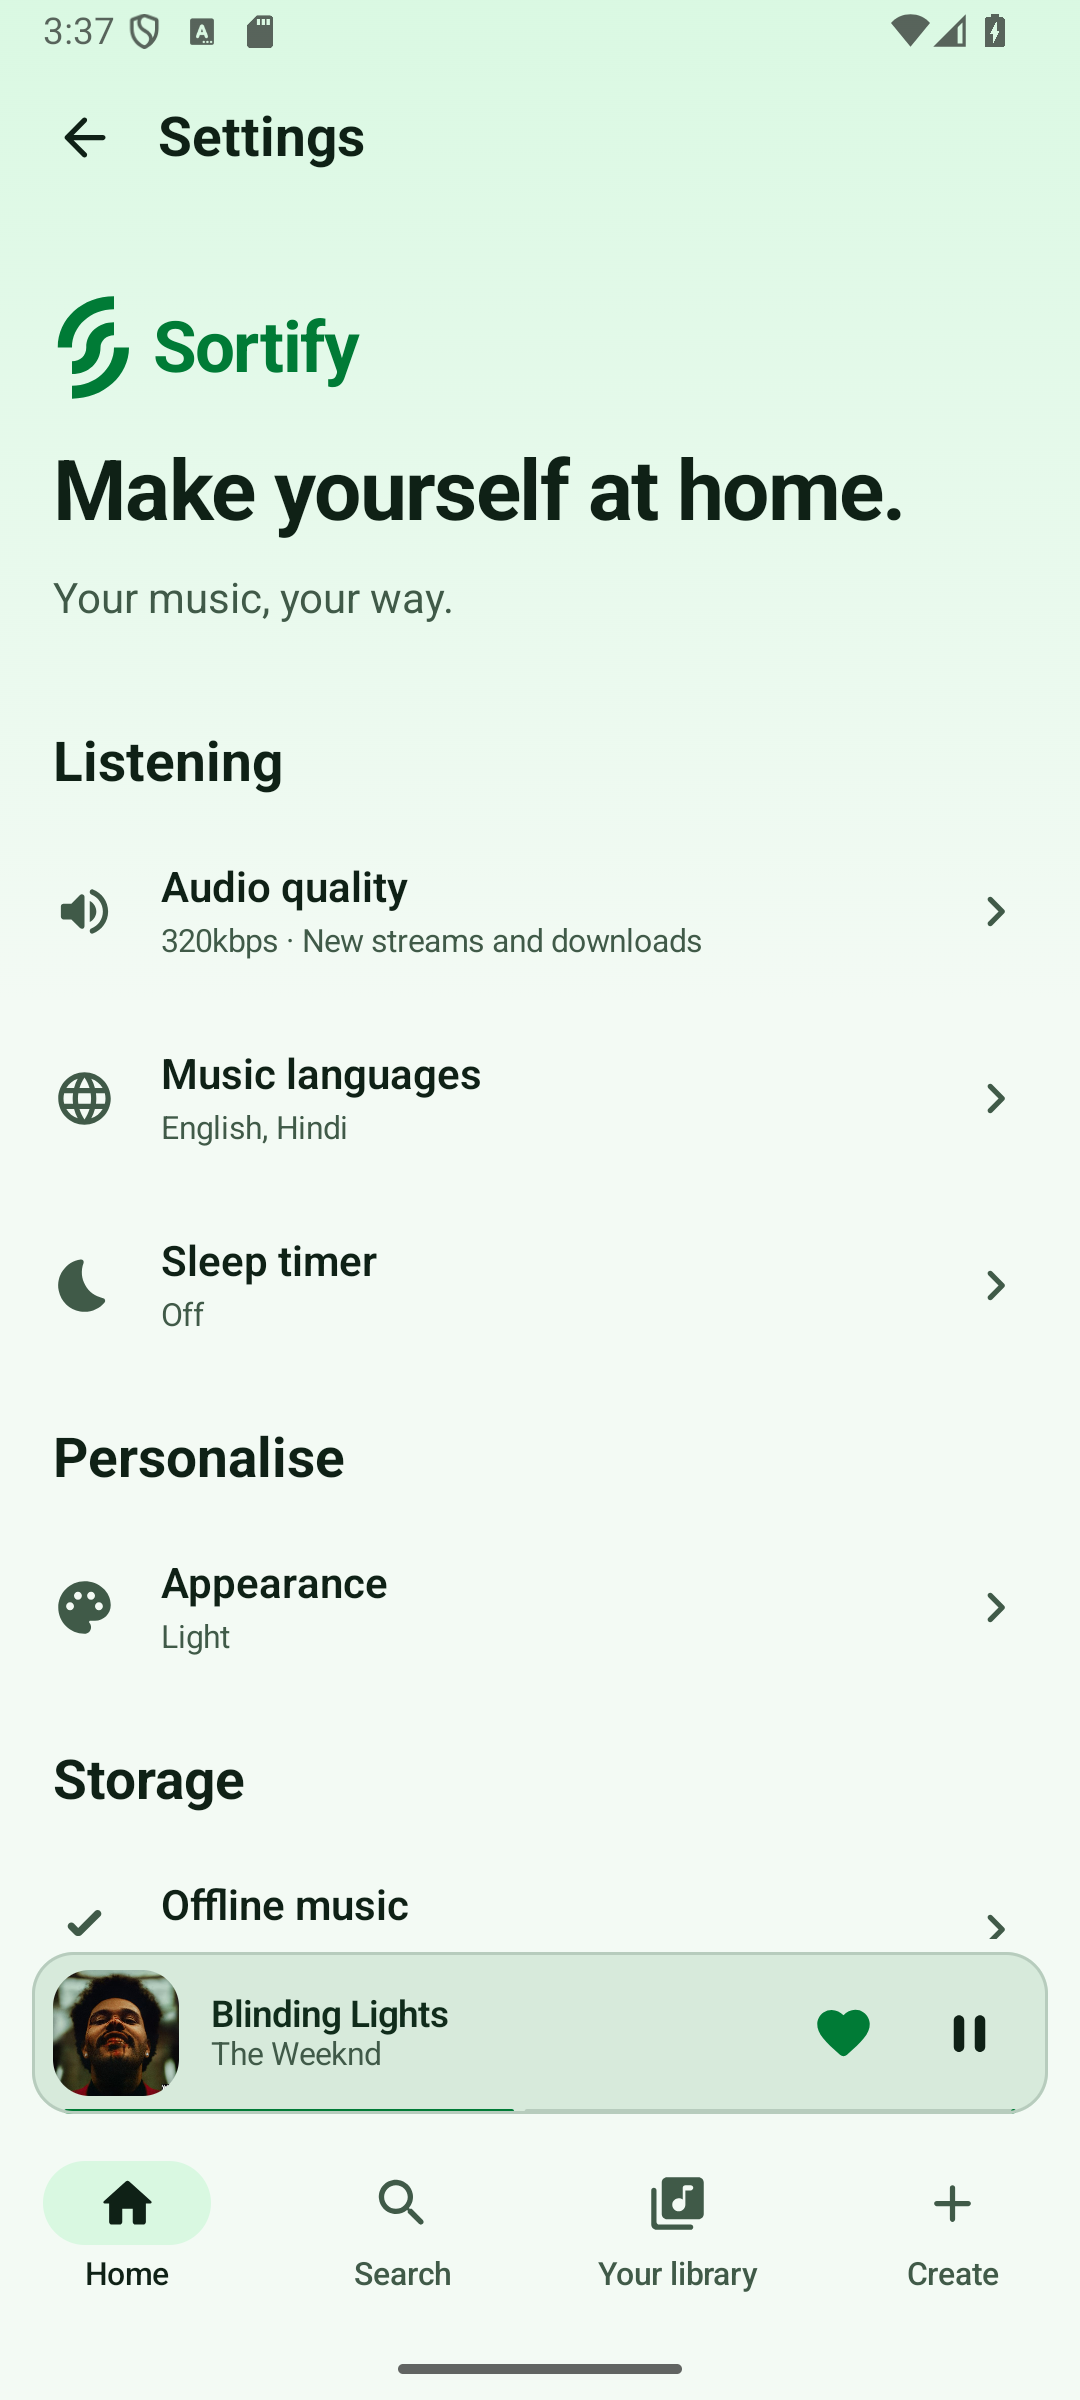 3:37
Settings
Sortify
Make yourself at home.
Your music, your way.
Listening
Audio quality
320kbps · New streams and downloads
Music languages
English, Hindi
Sleep timer
Off
Personalise
Appearance
Light
Storage
Offline music
Blinding Lights
The Weeknd
Home
Search
Your library
Create